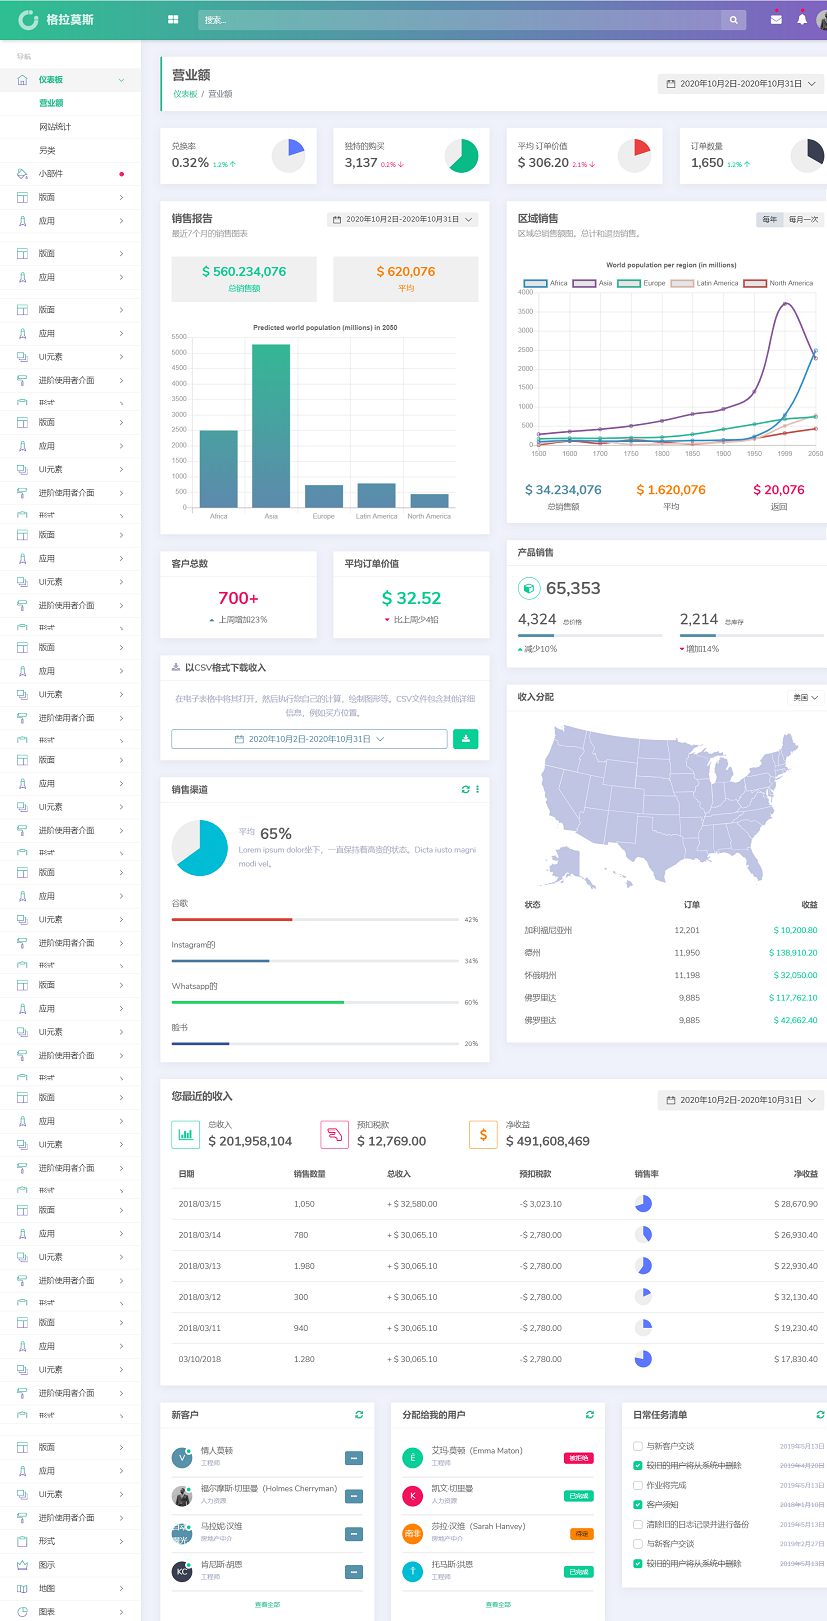 格拉莫斯
搜索...
导航
仪表板
营业额
网站统计
另类
小部件
版面
应用
版面
应用
版面
应用
UI元素
进阶使用者介面
形式
版面
应用
UI元素
进阶使用者介面
形式
版面
应用
UI元素
进阶使用者介面
形式
版面
应用
UI元素
进阶使用者介面
形式
版面
应用
UI元素
进阶使用者介面
形式
版面
应用
UI元素
进阶使用者介面
形式
版面
应用
UI元素
进阶使用者介面
形式
版面
应用
UI元素
进阶使用者介面
形式
版面
应用
UI元素
进阶使用者介面
形式
版面
应用
UI元素
进阶使用者介面
形式
版面
应用
UI元素
进阶使用者介面
形式
图示
地图
图表
营业额
仪表板 / 营业额
2020年10月2日-2020年10月31日
兑换率
0.32% 1.2%
独特的购买
3,137 0.2%
平均 订单价值
$ 306.20 2.1%
订单数量
1,650 1.2%
销售报告
最近7个月的销售图表
2020年10月2日-2020年10月31日
$ 560.234,076
总销售额
$ 620,076
平均
Predicted world population (millions) in 2050
5500
5000
4500
4000
3500
3000
2500
2000
1500
1000
500
0
Africa Asia Europe Latin America North America
区域销售
区域总销售额图。总计和退货销售。
每年 每月一次
World population per region (in millions)
Africa Asia Europe Latin America North America
4000
3500
3000
2500
2000
1500
1000
500
0
1500 1600 1700 1750 1800 1850 1900 1950 1999 2050
$ 34.234,076
总销售额
$ 1.620,076
平均
$ 20,076
返回
客户总数
700+
上周增加23%
平均订单价值
$ 32.52
比上周少4铅
产品销售
65,353
4,324 总价格
减少10%
2,214 总库存
增加14%
以CSV格式下载收入
在电子表格中将其打开，然后执行您自己的计算，绘制图形等。CSV文件包含其他详细
信息，例如买方位置。
2020年10月2日-2020年10月31日
销售渠道
平均 65%
Lorem ipsum dolor坐下，一直保持着高贵的状态。Dicta iusto magni
modi vel。
谷歌
42%
Instagram的
34%
Whatsapp的
60%
脸书
20%
收入分配
美国
状态 订单 收益
加利福尼亚州 12,201 $ 10,200.80
德州 11,950 $ 138,910.20
怀俄明州 11,198 $ 32,050.00
佛罗里达 9,885 $ 117,762.10
佛罗里达 9,885 $ 42,662.40
您最近的收入
2020年10月2日-2020年10月31日
总收入
$ 201,958,104
预扣税款
$ 12,769.00
净收益
$ 491,608,469
日期 销售数量 总收入 预扣税款 销售率 净收益
2018/03/15 1,050 + $ 32,580.00 -$ 3,023.10 $ 28,670.90
2018/03/14 780 + $ 30,065.10 -$ 2,780.00 $ 26,930.40
2018/03/13 1.980 + $ 30,065.10 -$ 2,780.00 $ 22,930.40
2018/03/12 300 + $ 30,065.10 -$ 2,780.00 $ 32,130.40
2018/03/11 940 + $ 30,065.10 -$ 2,780.00 $ 19,230.40
03/10/2018 1.280 + $ 30,065.10 -$ 2,780.00 $ 17,830.40
新客户
V
情人莫顿
工程师
福尔摩斯·切里曼（Holmes Cherryman）
人力资源
马拉妮·汉维
房地产中介
KC
肯尼斯·胡恩
工程师
查看全部
分配给我的用户
艾玛·莫顿（Emma Maton）
工程师
被拒绝
K
凯文·切里曼
人力资源
已完成
南非
莎拉·汉维（Sarah Hanvey）
房地产中介
待定
托马斯·洪恩
工程师
已完成
查看全部
日常任务清单
与新客户交谈 2019年5月13日
较旧的用户将从系统中删除 2019年4月20日
作业将完成 2019年5月13日
客户须知 2018年1月10日
清除旧的日志记录并进行备份 2019年5月13日
与新客户交谈 2019年2月27日
较旧的用户将从系统中删除 2019年5月13日